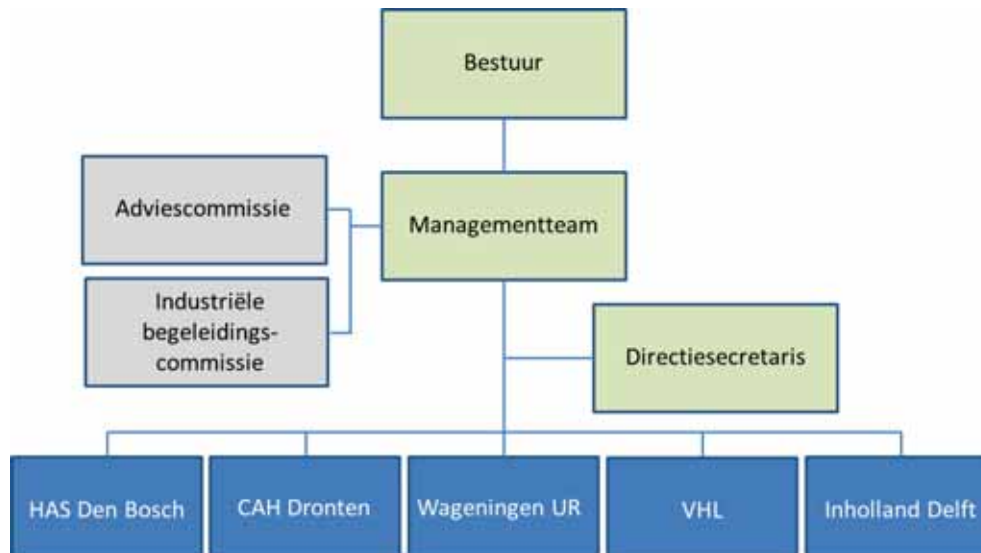 Bestuur
Adviescommissie
Managementteam
Industriële
begeleidings-
commissie
Directiesecretaris
HAS Den Bosch
CAH Dronten
Wageningen UR
VHL
Inholland Delft